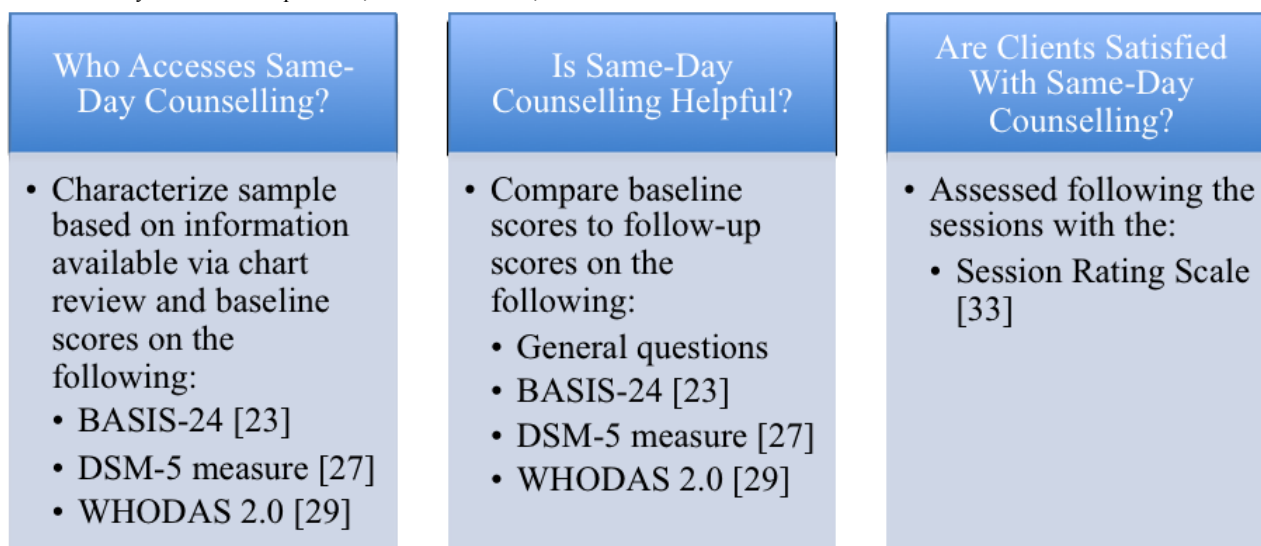 Who Accesses Same-
Day Counselling?
• Characterize sample
based on information
available via chart
review and baseline
scores on the
following:
• BASIS-24 [23]
• DSM-5 measure [27]
• WHODAS 2.0 [29]
Is Same-Day
Counselling Helpful?
• Compare baseline
scores to follow-up
scores on the
following:
• General questions
• BASIS-24 [23]
• DSM-5 measure [27]
• WHODAS 2.0 [29]
Are Clients Satisfied
With Same-Day
Counselling?
• Assessed following the
sessions with the:
• Session Rating Scale
[33]